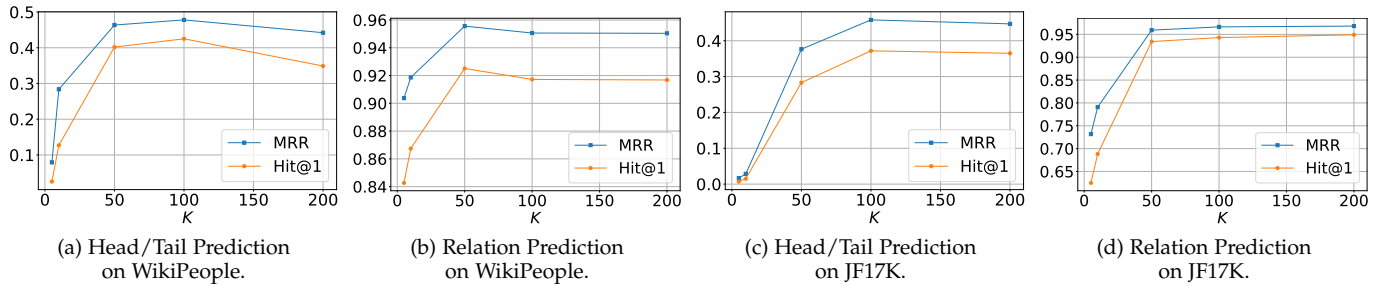 0.5
0.4
0.3
0.2
0.1
0 50 100 150 200
K
MRR
Hit@1
(a) Head/Tail Prediction
on WikiPeople.
0.96
0.94
0.92
0.90
0.88
0.86
0.84
0 50 100 150 200
K
MRR
Hit@1
(b) Relation Prediction
on WikiPeople.
0.4
0.3
0.2
0.1
0.0
0 50 100 150 200
K
MRR
Hit@1
(c) Head/Tail Prediction
on JF17K.
0.95
0.90
0.85
0.80
0.75
0.70
0.65
0 50 100 150 200
K
MRR
Hit@1
(d) Relation Prediction
on JF17K.